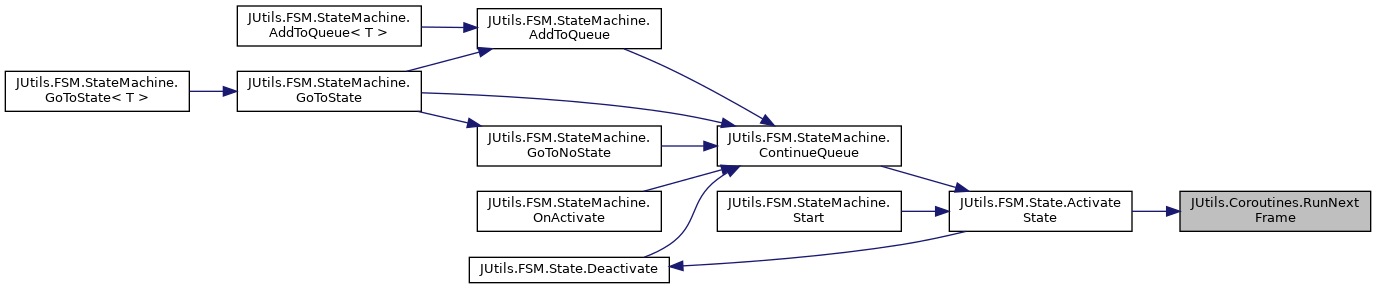 JUtils.FSM.StateMachine.
AddToQueue< T >
JUtils.FSM.StateMachine.
AddToQueue
JUtils.FSM.StateMachine.
GoToState< T >
JUtils.FSM.StateMachine.
GoToState
JUtils.FSM.StateMachine.
GoToNoState
JUtils.FSM.StateMachine.
ContinueQueue
JUtils.FSM.StateMachine.
OnActivate
JUtils.FSM.StateMachine.
Start
JUtils.FSM.State.Activate
State
JUtils.Coroutines.RunNext
Frame
JUtils.FSM.State.Deactivate